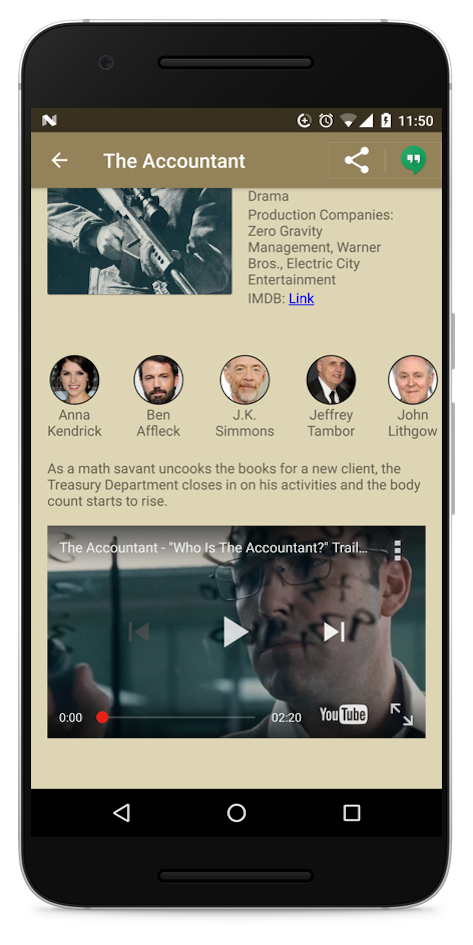 11:50
The Accountant
Drama
Production Companies:
Zero Gravity
Management, Warner
Bros., Electric City
Entertainment
IMDB: Link
Anna
Kendrick
Ben
Affleck
J.K.
Simmons
Jeffrey
Tambor
John
Lithgow
As a math savant uncooks the books for a new client, the
Treasury Department closes in on his activities and the body
count starts to rise.
The Accountant - "Who Is The Accountant?" Trail...
0:00
02:20
YouTube